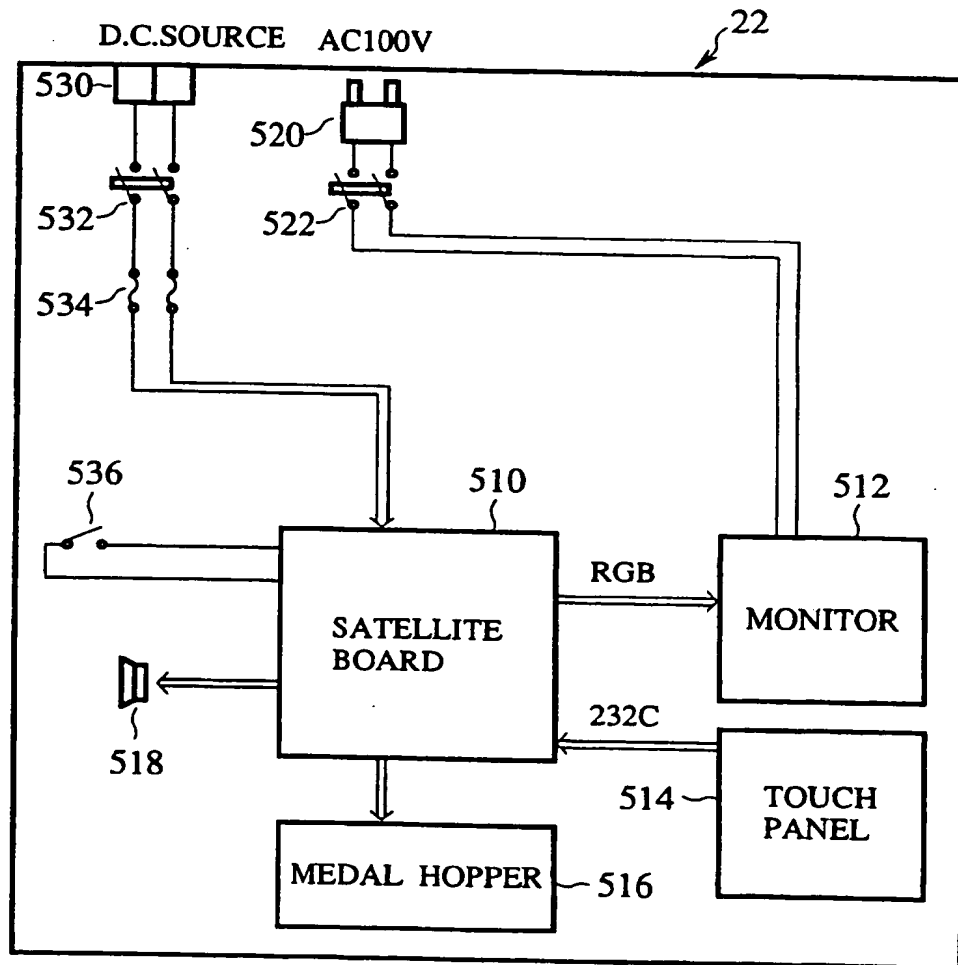 D.C.SOURCE AC100V
22
530
520
532
522
534
536
510
512
RGB
SATELLITE
BOARD
MONITOR
518
232C
514
TOUCH
PANEL
MEDAL HOPPER
516